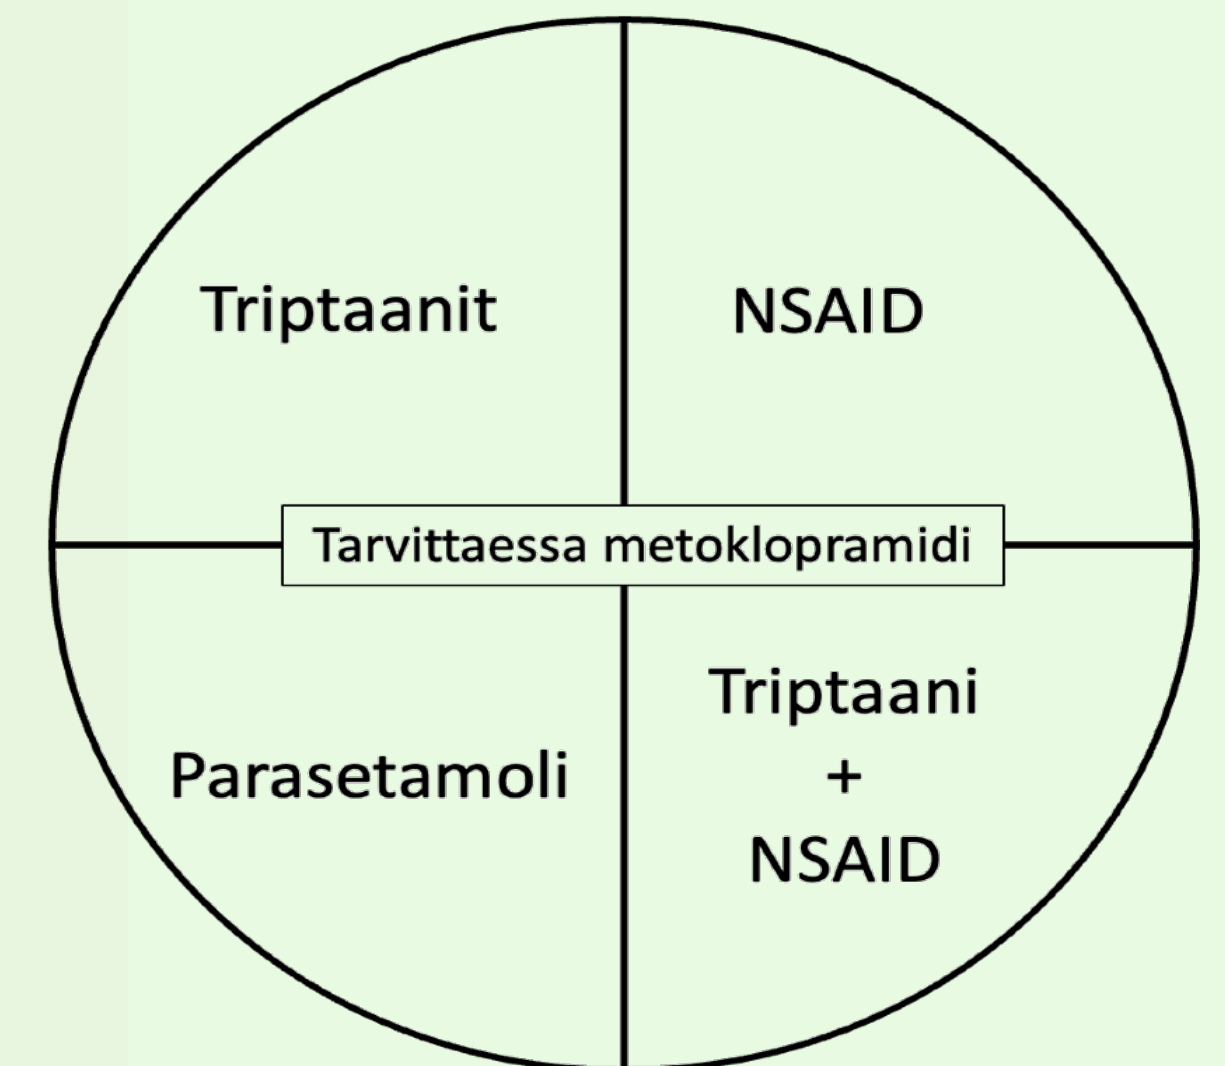 Triptaanit
NSAID
Tarvittaessa metoklopramidi
Parasetamoli
Triptaani
+
NSAID